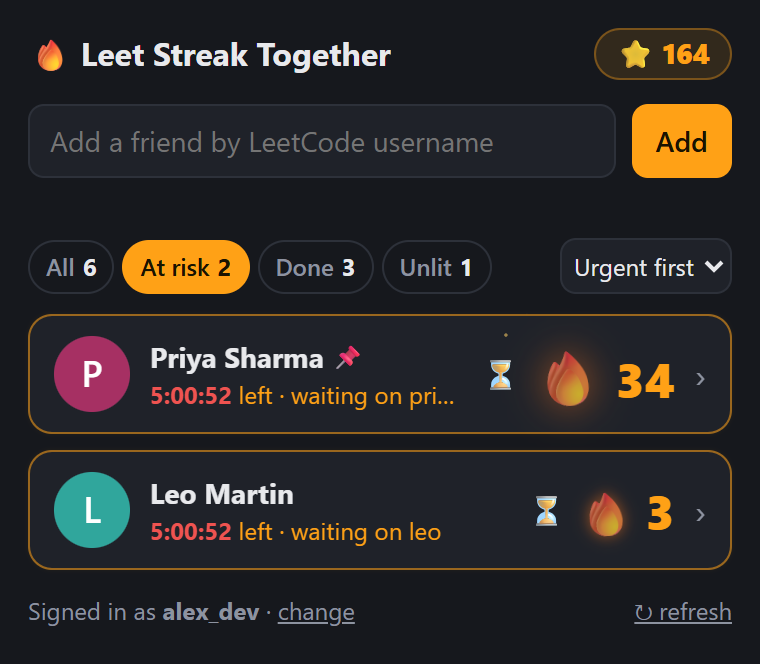 Leet Streak Together 164
Add a friend by LeetCode username Add
All 6 At risk 2 Done 3 Unlit 1 Urgent first
P Priya Sharma
5:00:52 left · waiting on pri... 34 ›
L Leo Martin
5:00:52 left · waiting on leo 3 ›
Signed in as alex_dev · change ↻ refresh